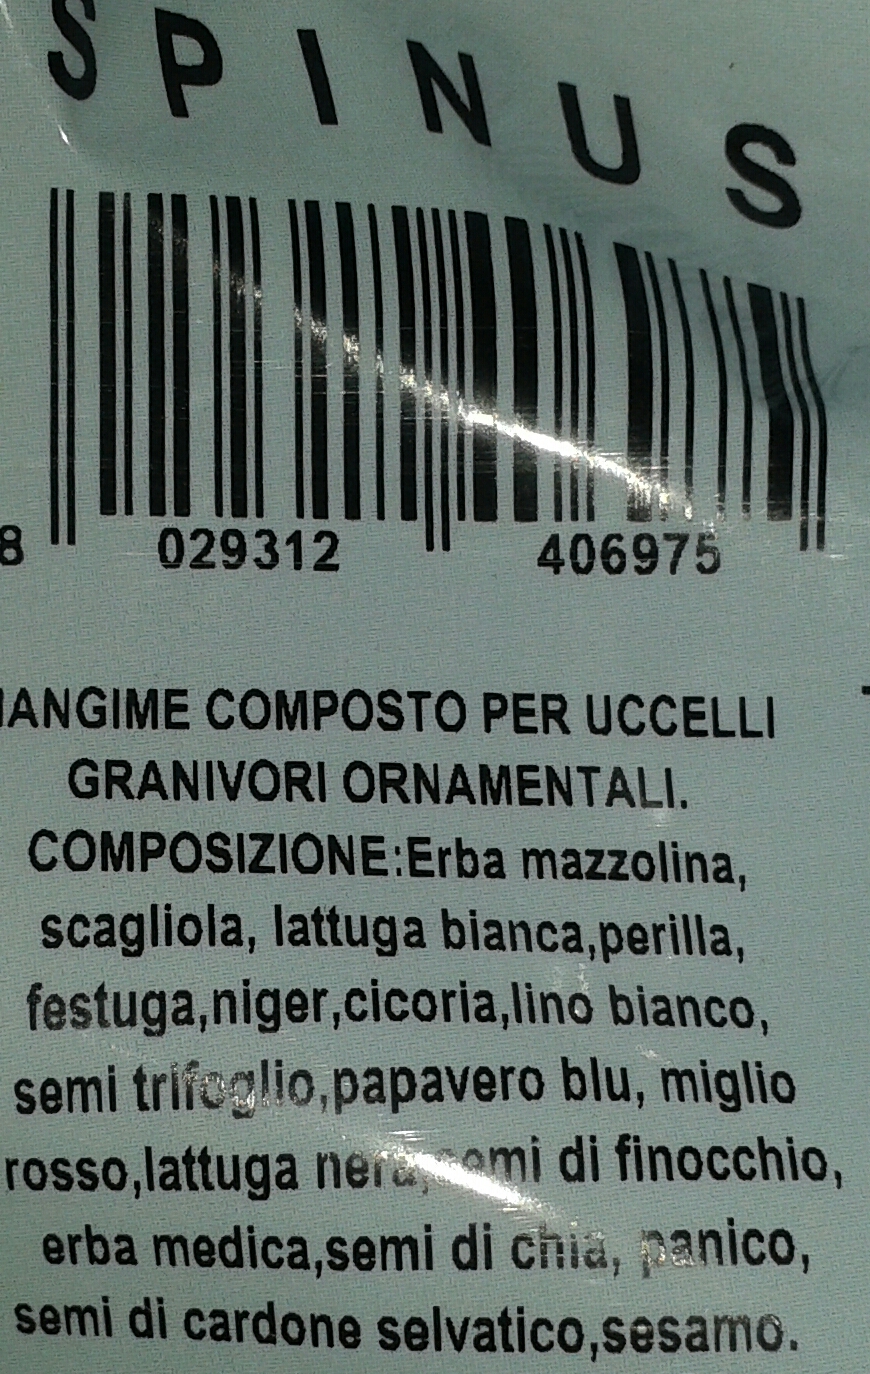 SPINUS
8 029312 406975
MANGIME COMPOSTO PER UCCELLI
GRANIVORI ORNAMENTALI.
COMPOSIZIONE:Erba mazzolina,
scagliola, lattuga bianca,perilla,
festuga,niger,cicoria,lino bianco,
semi trifoglio,papavero blu, miglio
rosso,lattuga nera,semi di finocchio,
erba medica,semi di chia, panico,
semi di cardone selvatico,sesamo.